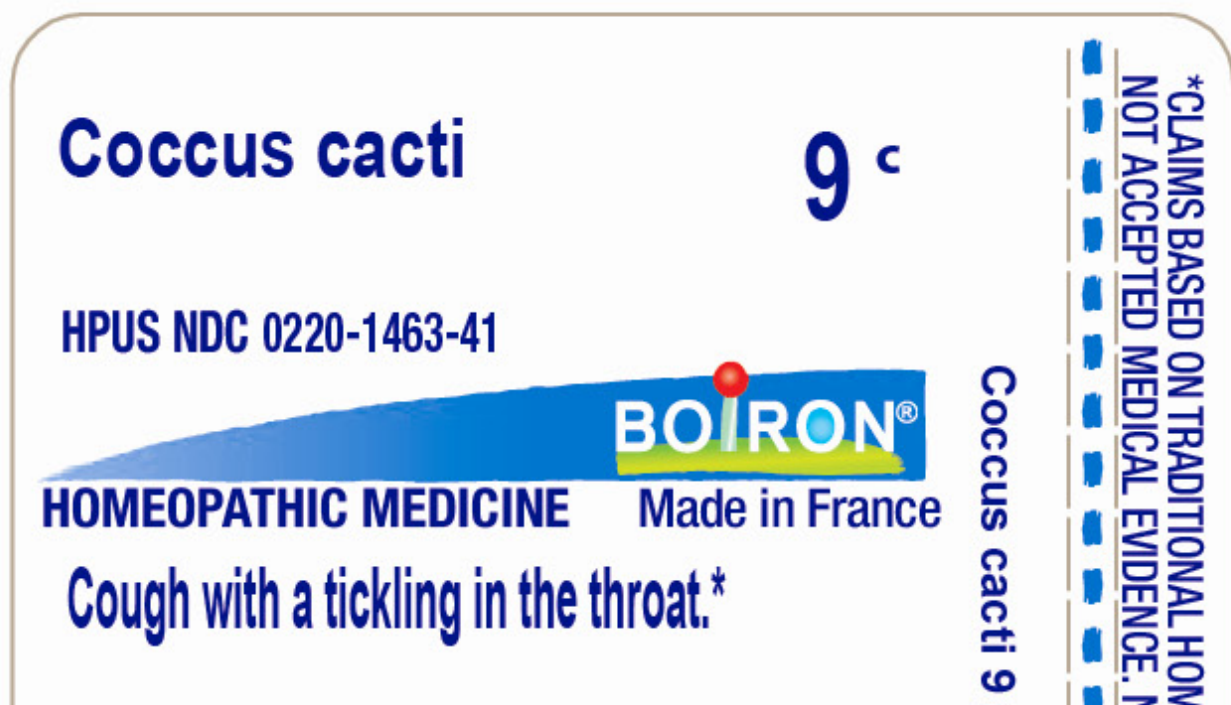 Coccus cacti
9 c
HPUS NDC 0220-1463-41
BOIRON®
HOMEOPATHIC MEDICINE
Made in France
Cough with a tickling in the throat.*
Coccus cacti 9
*CLAIMS BASED ON TRADITIONAL
NOT ACCEPTED MEDICAL EVIDENCE.